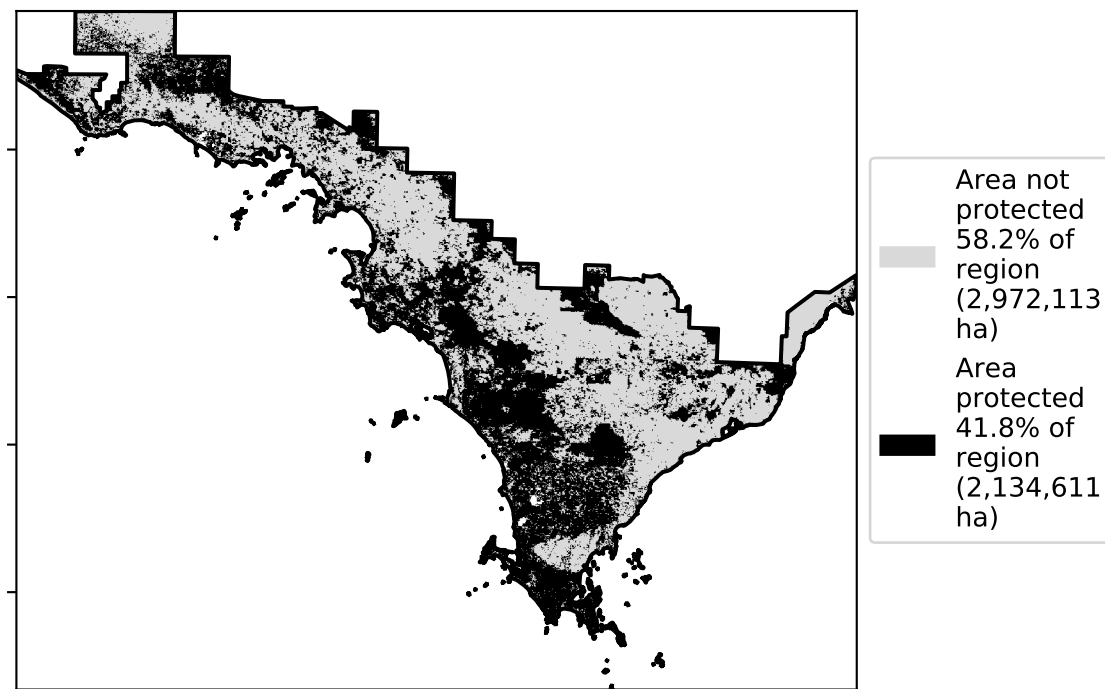 Area not
protected
58.2% of
region
(2,972,113
ha)
Area
protected
41.8% of
region
(2,134,611
ha)